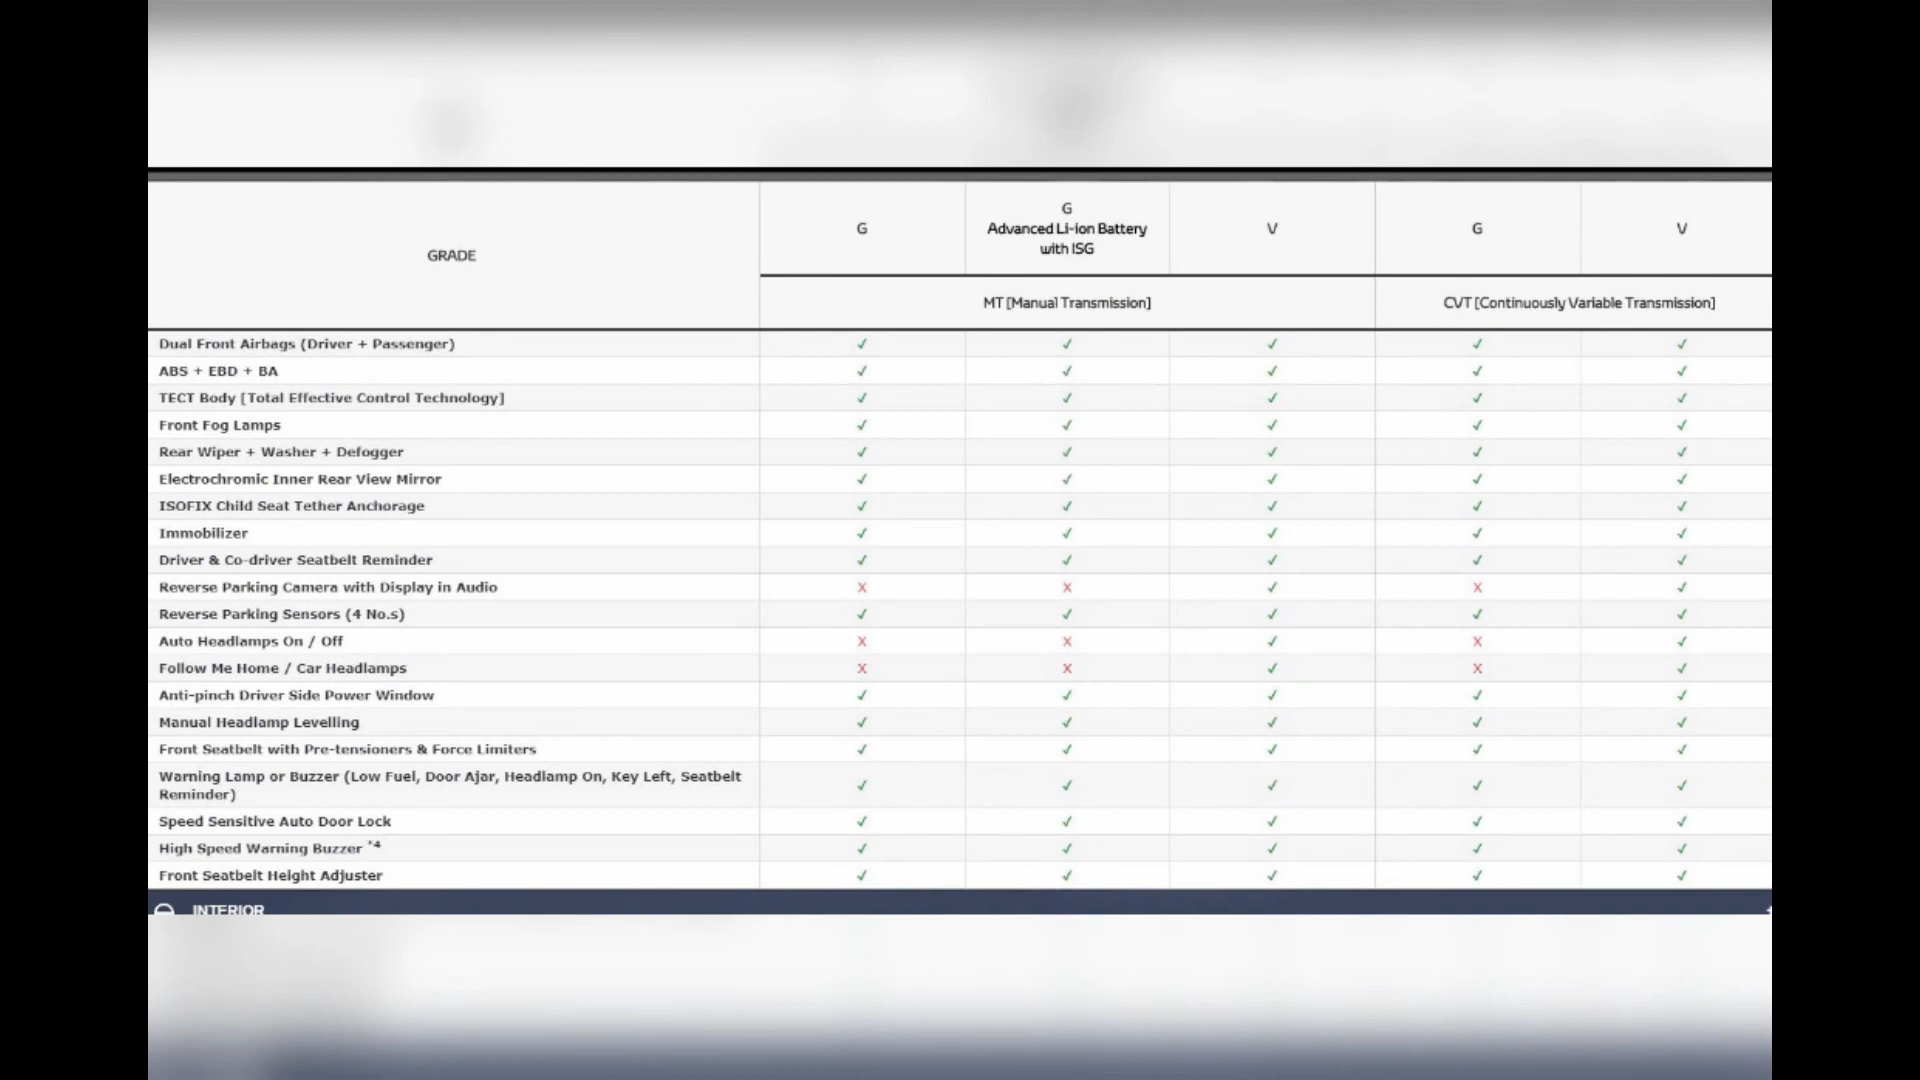 GRADE
G
G
Advanced Li-ion Battery
with ISG
V
G
V
MT [Manual Transmission]
CVT [Continuously Variable Transmission]
Dual Front Airbags (Driver + Passenger) ✓ ✓ ✓ ✓ ✓
ABS + EBD + BA ✓ ✓ ✓ ✓ ✓
TECT Body [Total Effective Control Technology] ✓ ✓ ✓ ✓ ✓
Front Fog Lamps ✓ ✓ ✓ ✓ ✓
Rear Wiper + Washer + Defogger ✓ ✓ ✓ ✓ ✓
Electrochromic Inner Rear View Mirror ✓ ✓ ✓ ✓ ✓
ISOFIX Child Seat Tether Anchorage ✓ ✓ ✓ ✓ ✓
Immobilizer ✓ ✓ ✓ ✓ ✓
Driver & Co-driver Seatbelt Reminder ✓ ✓ ✓ ✓ ✓
Reverse Parking Camera with Display in Audio X X ✓ X ✓
Reverse Parking Sensors (4 No.s) ✓ ✓ ✓ ✓ ✓
Auto Headlamps On / Off X X ✓ X ✓
Follow Me Home / Car Headlamps X X ✓ X ✓
Anti-pinch Driver Side Power Window ✓ ✓ ✓ ✓ ✓
Manual Headlamp Levelling ✓ ✓ ✓ ✓ ✓
Front Seatbelt with Pre-tensioners & Force Limiters ✓ ✓ ✓ ✓ ✓
Warning Lamp or Buzzer (Low Fuel, Door Ajar, Headlamp On, Key Left, Seatbelt
Reminder) ✓ ✓ ✓ ✓ ✓
Speed Sensitive Auto Door Lock ✓ ✓ ✓ ✓ ✓
High Speed Warning Buzzer *4 ✓ ✓ ✓ ✓ ✓
Front Seatbelt Height Adjuster ✓ ✓ ✓ ✓ ✓
INTERIOR